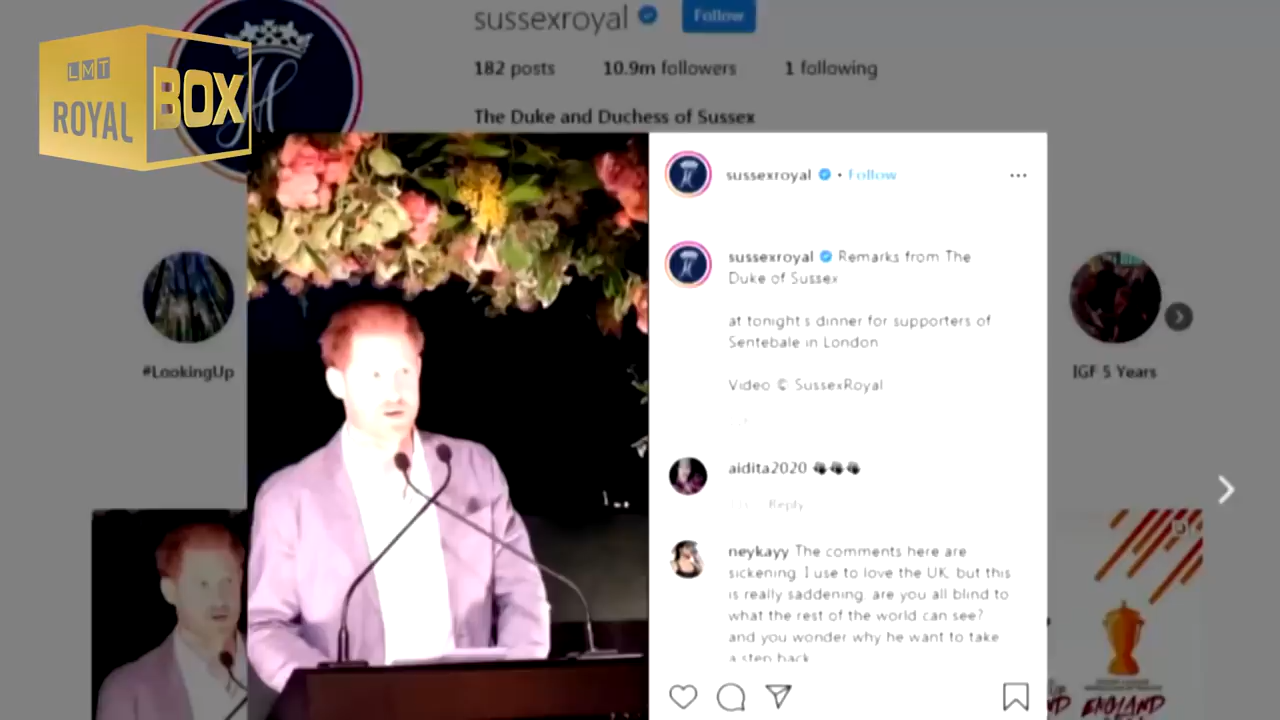 sussexroyal Follow
182 posts 10.9m followers 1 following
The Duke and Duchess of Sussex
LMT
ROYAL BOX
sussexroyal • Follow
sussexroyal Remarks from The
Duke of Sussex
at tonight s dinner for supporters of
Sentebale in London
Video © SussexRoyal
aidita2020
Reply
neykayy The comments here are
sickening. I use to love the UK, but this
is really saddening. are you all blind to
what the rest of the world can see?
and you wonder why he want to take
a step back
#LookingUp
IGF 5 Years
ENGLAND